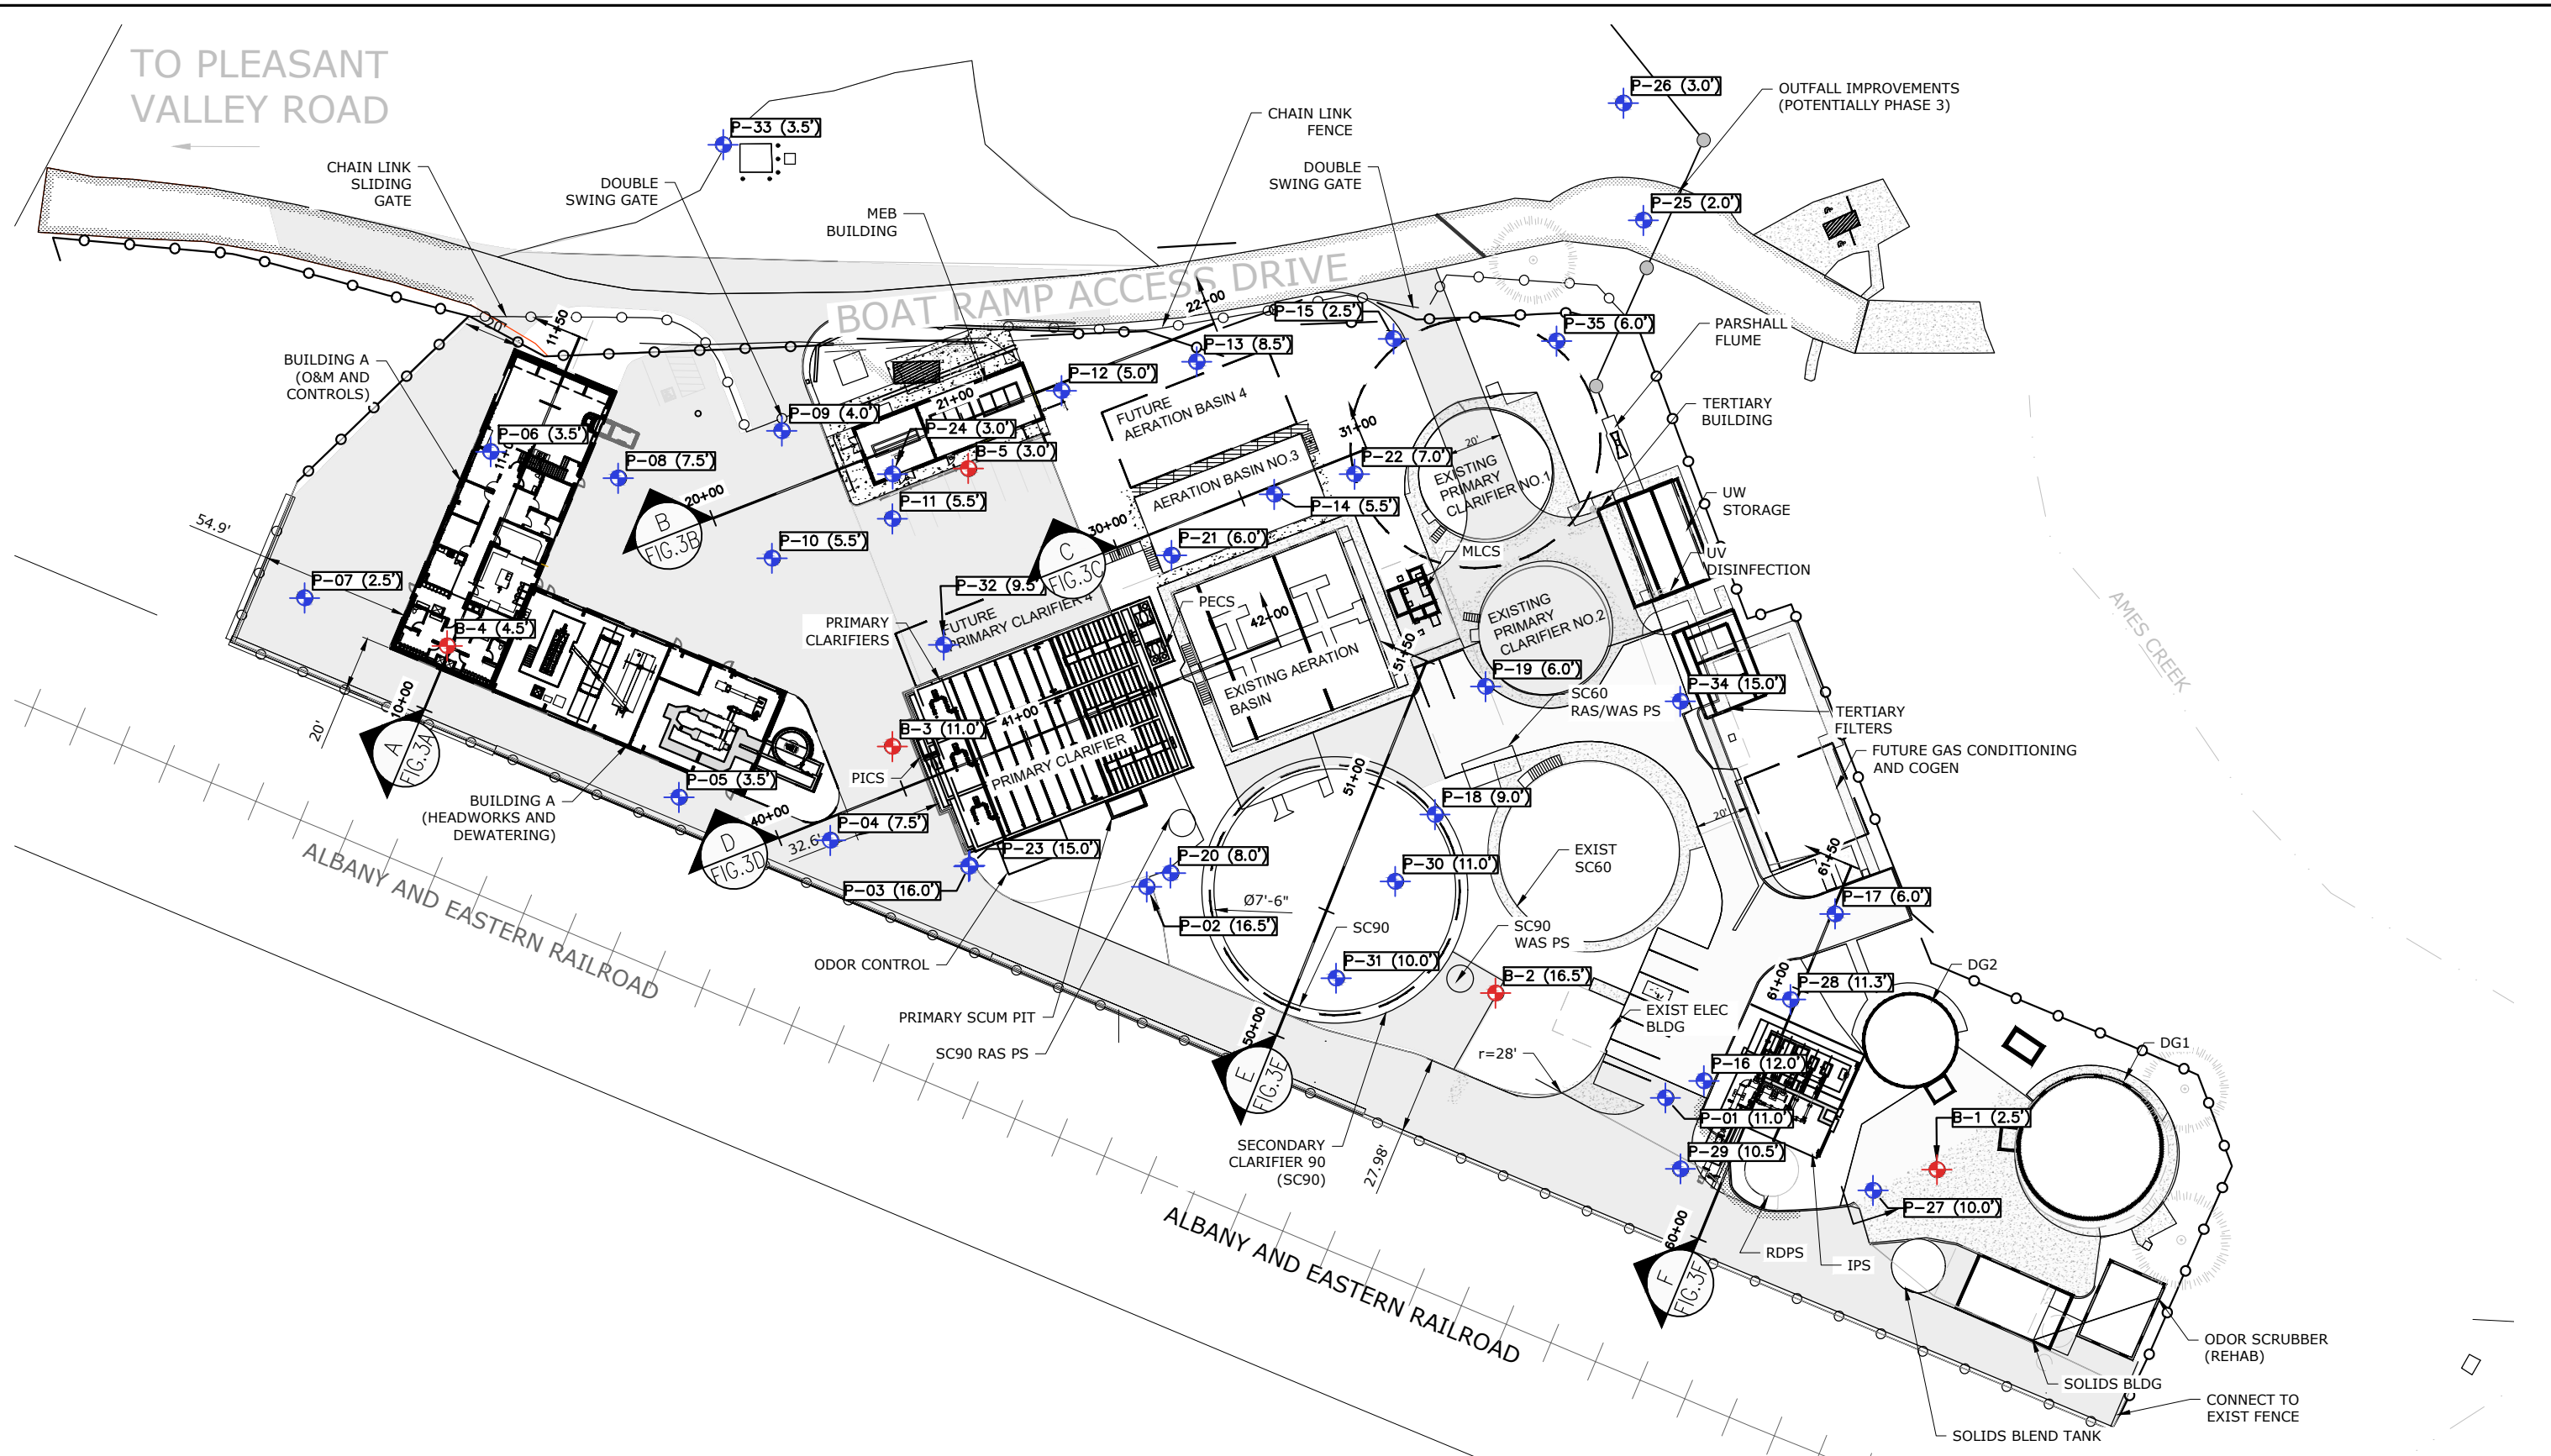 TO PLEASANT
VALLEY ROAD
CHAIN LINK
SLIDING
GATE
DOUBLE
SWING GATE
P-33 (3.5')
MEB
BUILDING
CHAIN LINK
FENCE
DOUBLE
SWING GATE
P-26 (3.0')
OUTFALL IMPROVEMENTS
(POTENTIALLY PHASE 3)
P-25 (2.0')
BOAT RAMP ACCESS DRIVE
22+00
P-15 (2.5')
P-13 (8.5')
P-35 (6.0')
PARSHALL
FLUME
20'
11+50
BUILDING A
(O&M AND
CONTROLS)
P-12 (5.0')
21+00
FUTURE
AERATION BASIN 4
TERTIARY
BUILDING
P-06 (3.5'
11+0
P-09 (4.0'
P-24 (3.0')
B-5 (3.0')
31+00
20'
P-08 (7.5')
P-22 (7.0')
AERATION BASIN NO.3
EXISTING
PRIMARY
CLARIFIER NO.1
UW
STORAGE
20+00
P-11 (5.5')
P-14 (5.5')
B
FIG.3B
54.9'
P-10 (5.5')
30+00
C
FIG.3C
P-21 (6.0')
MLCS
UV
DISINFECTION
P-07 (2.5')
P-32 (9.5'
FUTURE
PRIMARY CLARIFIER 4
PECS
42+00
EXISTING
PRIMARY
CLARIFIER NO.2
AMES CREEK
B-4 (4.5')
PRIMARY
CLARIFIERS
51+50
EXISTING AERATION
BASIN
P-19 (6.0')
SC60
RAS/WAS PS
P-34 (15.0')
10+00
20'
A
FIG.3A
B-3 (11.0')
41+00
PRIMARY CLARIFIER
TERTIARY
FILTERS
FUTURE GAS CONDITIONING
AND COGEN
PICS
P-05 (3.5')
51+00
P-18 (9.0')
BUILDING A
(HEADWORKS AND
DEWATERING)
40+00
P-04 (7.5')
32.6'
D
FIG.3D
20'
P-23 (15.0')
P-20 (8.0')
P-30 (11.0')
EXIST
SC60
61+50
P-03 (16.0')
Ø7'-6"
P-17 (6.0')
P-02 (16.5')
SC90
SC90
WAS PS
ALBANY AND EASTERN RAILROAD
ODOR CONTROL
P-31 (10.0')
B-2 (16.5')
DG2
61+00
P-28 (11.3')
PRIMARY SCUM PIT
EXIST ELEC
BLDG
50+00
SC90 RAS PS
r=28'
DG1
E
FIG.3E
P-16 (12.0'
P-01 (11.0'
B-1 (2.5')
SECONDARY
CLARIFIER 90
(SC90)
27.98'
P-29 (10.5')
P-27 (10.0')
60+00
RDPS
IPS
F
FIG.3F
ALBANY AND EASTERN RAILROAD
ODOR SCRUBBER
(REHAB)
SOLIDS BLDG
CONNECT TO
EXIST FENCE
SOLIDS BLEND TANK